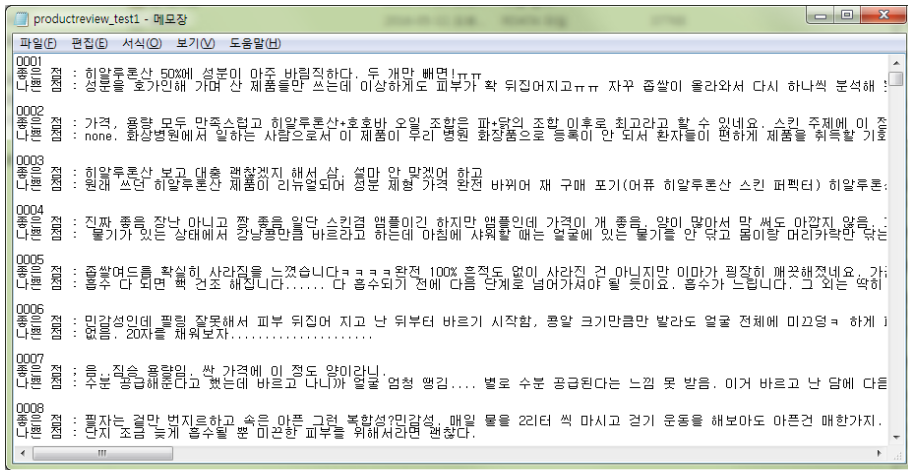 productreview_test1 - 메모장
파일(F) 편집(E) 서식(O) 보기(V) 도움말(H)
0001
좋은 점 : 히알루론산 50%에 성분이 아주 바림직하다. 두 개만 빼면!ㅠㅠ
나쁜 점 : 성분을 호가인해 가며 산 제품들만 쓰는데 이상하게도 피부가 확 뒤집어지고ㅠㅠ 자꾸 좁쌀이 올라와서 다시 하나씩 분석해
0002
좋은 점 : 가격, 용량 모두 만족스럽고 히알루론산+호호바 오일 조합은 파+닭의 조합 이후로 최고라고 할 수 있네요. 스킨 주제에 이
나쁜 점 : none. 화상병원에서 일하는 사람으로서 이 제품이 우리 병원 화장품으로 등록이 안 되서 환자들이 편하게 제품을 취득할
0003
좋은 점 : 히알루론산 보고 대충 괜찮겠지 해서 삼. 설마 안 맞겠어 하고
나쁜 점 : 원래 쓰던 히알루론산 제품이 리뉴얼되어 성분 제형 가격 완전 바뀌어 재 구매 포기(어퓨 히알루론산 스킨 퍼펙터) 히알루론
0004
좋은 점 : 진짜 좋음 장난 아니고 짱 좋음 일단 스킨겸 앰플이긴 하지만 앰플인데 가격이 개 좋음. 양이 많아서 막 써도 아깝지 않음.
나쁜 점 : 물기가 있는 상태에서 강낭콩만큼 바르라고 하는데 아침에 샤워할 때는 얼굴에 있는 물기를 안 닦고 몸이랑 머리카락만 닦는
0005
좋은 점 : 좁쌀여드름 확실히 사라짐을 느꼈습니다ㅋㅋㅋㅋ완전 100% 흔적도 없이 사라진 건 아니지만 이마가 굉장히 깨끗해졌네요.
나쁜 점 : 흡수 다 되면 핵 건조 해집니다...... 다 흡수되기 전에 다음 단계로 넘어가셔야 될 듯이요. 흡수가 느립니다. 그 외는 딱히
0006
좋은 점 : 민감성인데 필링 잘못해서 피부 뒤집어 지고 난 뒤부터 바르기 시작함, 콩알 크기만큼만 발라도 얼굴 전체에 미끄덩ㅋ 하게
나쁜 점 : 없음. 20자를 채워보자.....................
0007
좋은 점 ; 음..짐승 용량임. 싼 가격에 이 정도 양이라니.
나쁜 점 : 수분 공급해준다고 했는데 바르고 나니까 얼굴 엄청 땡김.... 별로 수분 공급된다는 느낌 못 받음. 이거 바르고 난 담에 다음
0008
좋은 점 : 필자는 겉만 번지르하고 속은 아픈 그런 복합성?민감성. 매일 물을 2리터 씩 마시고 걷기 운동을 해보아도 아픈건 매한가지.
나쁜 점 : 단지 조금 늦게 흡수될 뿐 미끈한 피부를 위해서라면 괜찮다.